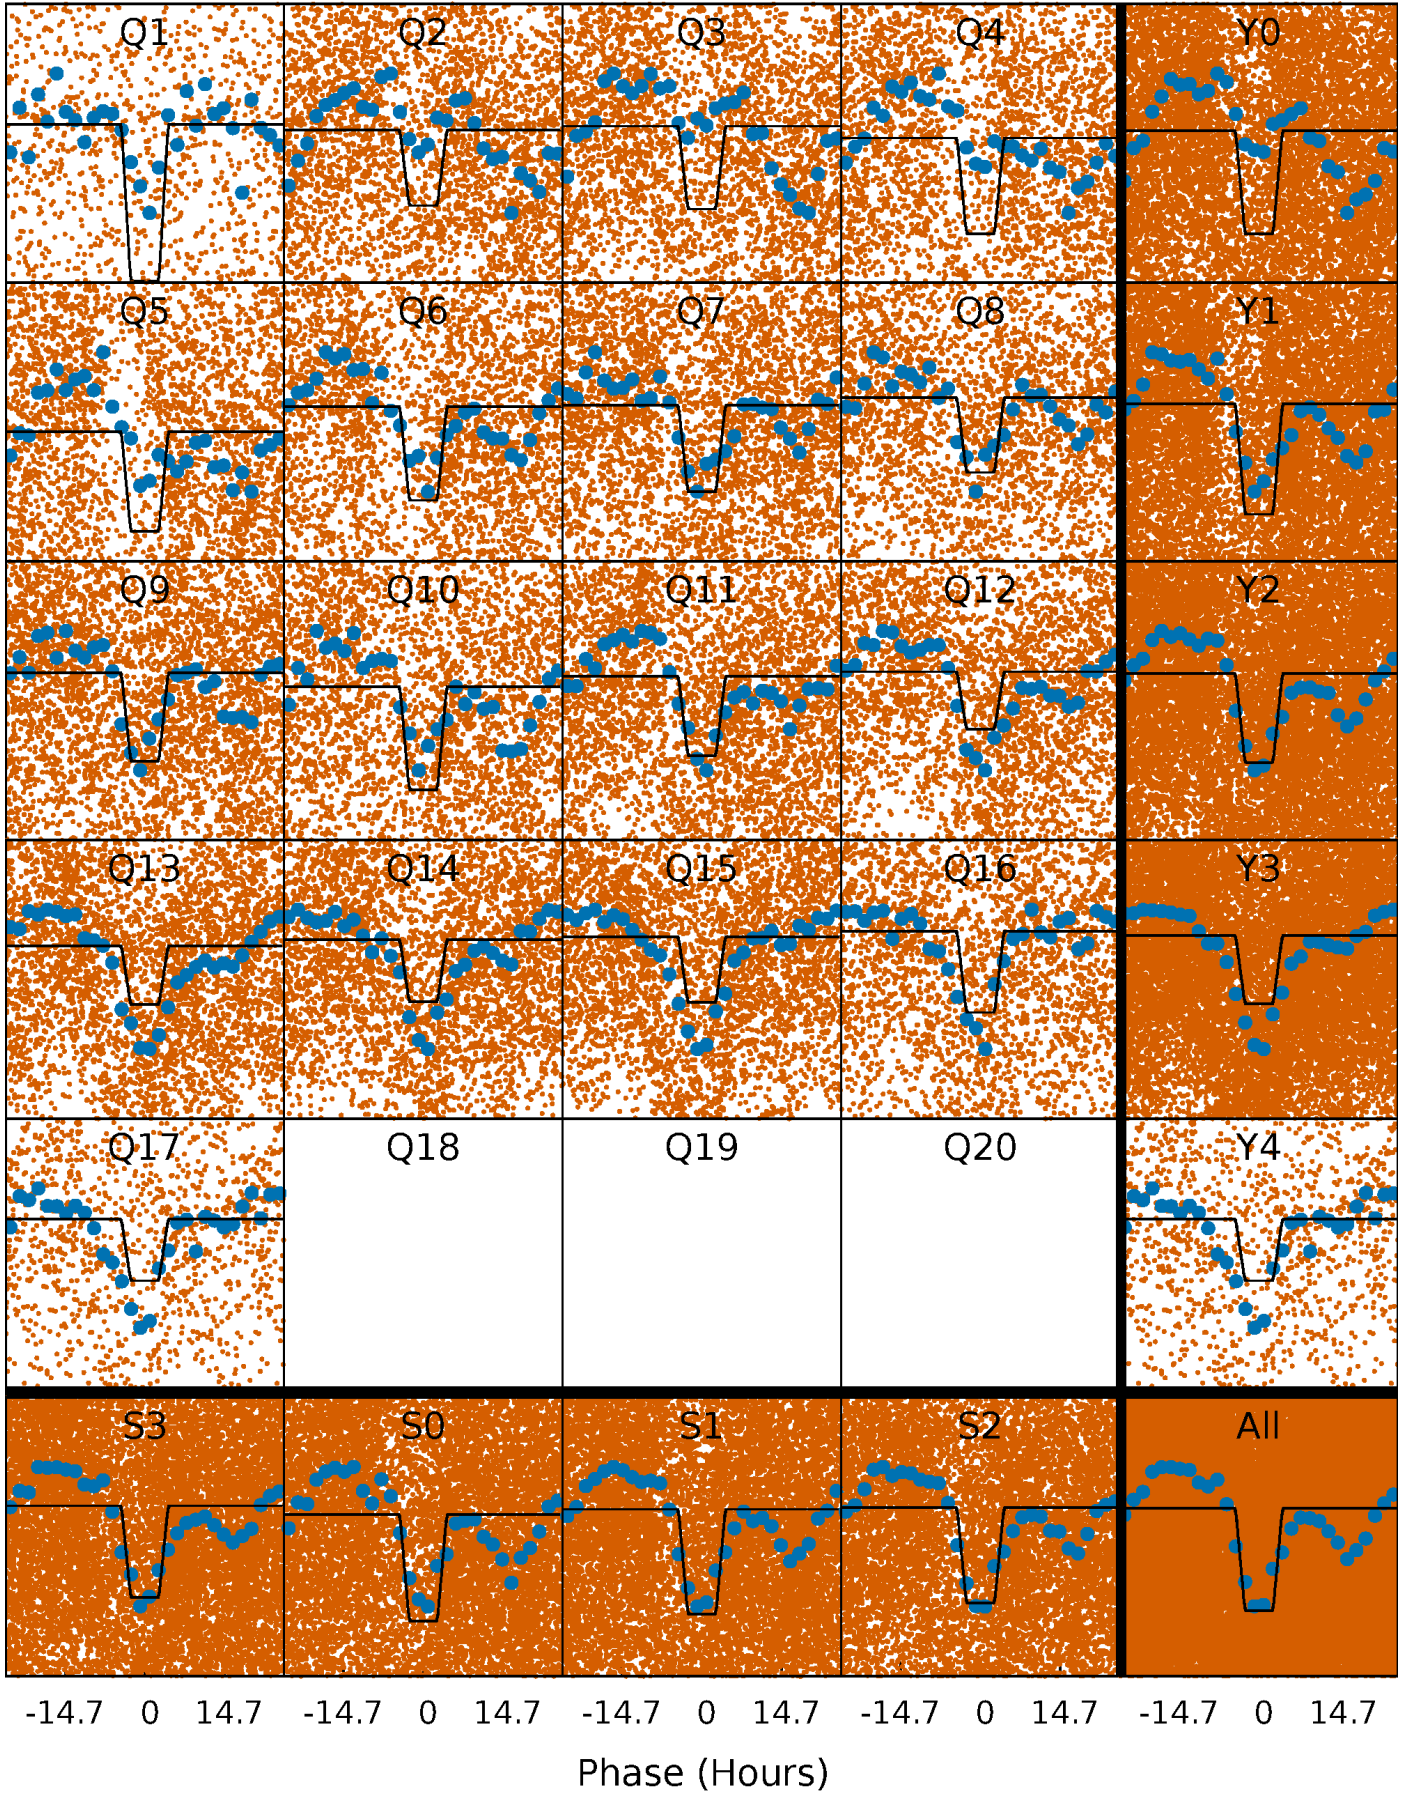 Q1 Q2 Q3 Q4 Y0
Q5 Q6 Q7 Q8 Y1
Q9 Q10 Q11 Q12 Y2
Q13 Q14 Q15 Q16 Y3
Q17 Q18 Q19 Q20 Y4
S3 S0 S1 S2 All
-14.7 0 14.7 -14.7 0 14.7 -14.7 0 14.7 -14.7 0 14.7 -14.7 0 14.7
Phase (Hours)